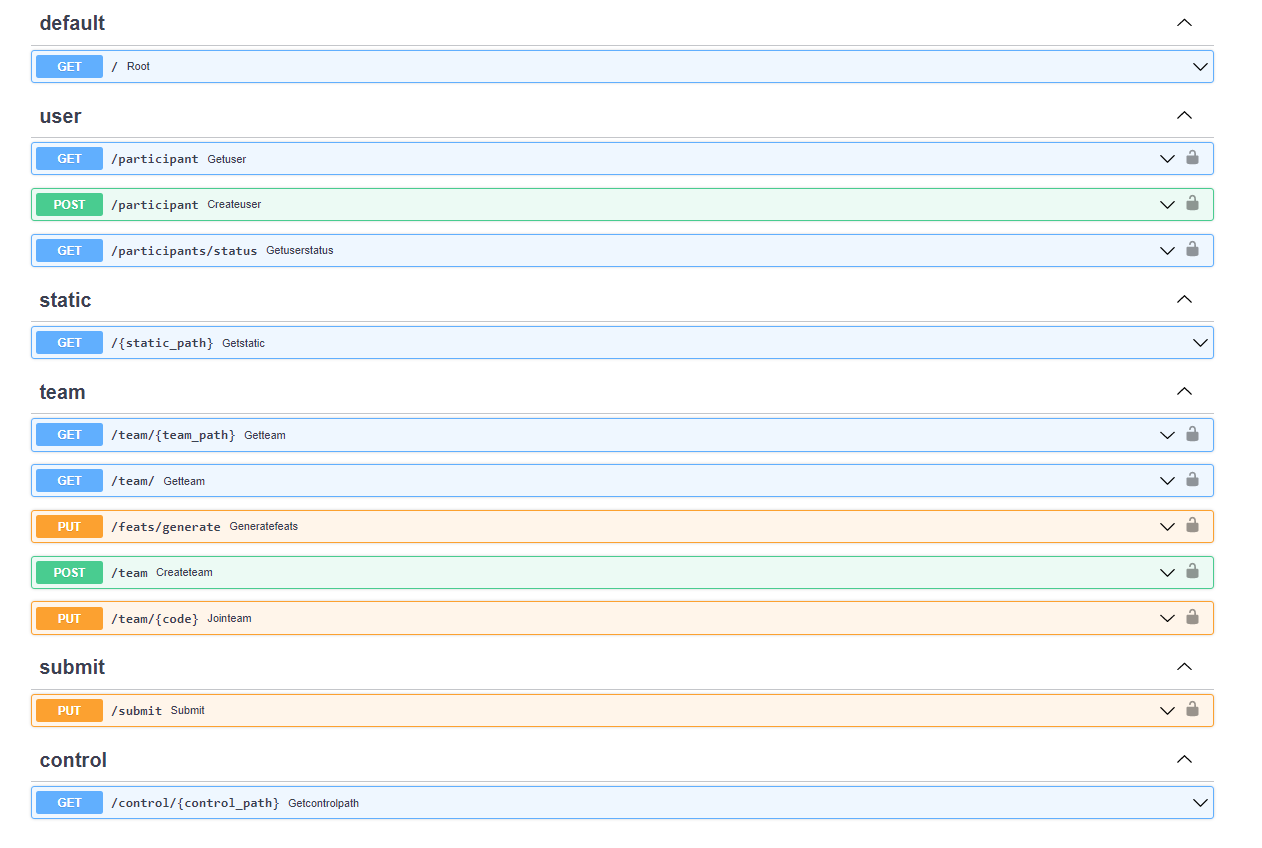 default
GET / Root
user
GET /participant Getuser
POST /participant Createuser
GET /participants/status Getuserstatus
static
GET /{static_path} Getstatic
team
GET /team/{team_path} Getteam
GET /team/ Getteam
PUT /feats/generate Generatefeats
POST /team Createteam
PUT /team/{code} Jointeam
submit
PUT /submit Submit
control
GET /control/{control_path} Getcontrolpath